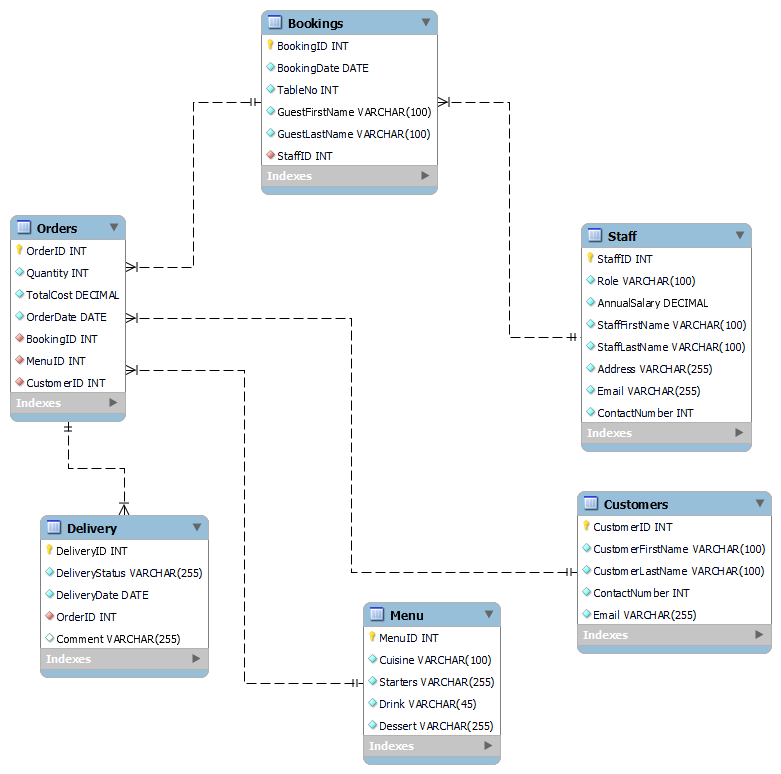 Bookings
BookingID INT
BookingDate DATE
TableNo INT
GuestFirstName VARCHAR(100)
GuestLastName VARCHAR(100)
StaffID INT
Indexes
Orders
OrderID INT
Quantity INT
TotalCost DECIMAL
OrderDate DATE
BookingID INT
MenuID INT
CustomerID INT
Indexes
Staff
StaffID INT
Role VARCHAR(100)
AnnualSalary DECIMAL
StaffFirstName VARCHAR(100)
StaffLastName VARCHAR(100)
Address VARCHAR(255)
Email VARCHAR(255)
ContactNumber INT
Indexes
Delivery
DeliveryID INT
DeliveryStatus VARCHAR(255)
DeliveryDate DATE
OrderID INT
Comment VARCHAR(255)
Indexes
Customers
CustomerID INT
CustomerFirstName VARCHAR(100)
CustomerLastName VARCHAR(100)
ContactNumber INT
Email VARCHAR(255)
Indexes
Menu
MenuID INT
Cuisine VARCHAR(100)
Starters VARCHAR(255)
Drink VARCHAR(45)
Dessert VARCHAR(255)
Indexes